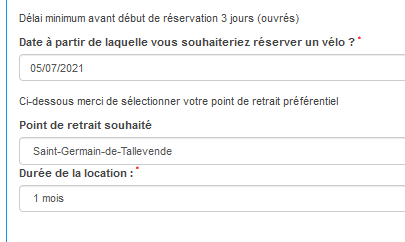 Délai minimum avant début de réservation 3 jours (ouvrés)
Date à partir de laquelle vous souhaiteriez réserver un vélo ? *
05/07/2021
Ci-dessous merci de sélectionner votre point de retrait préférentiel
Point de retrait souhaité
Saint-Germain-de-Tallevende
Durée de la location : *
1 mois